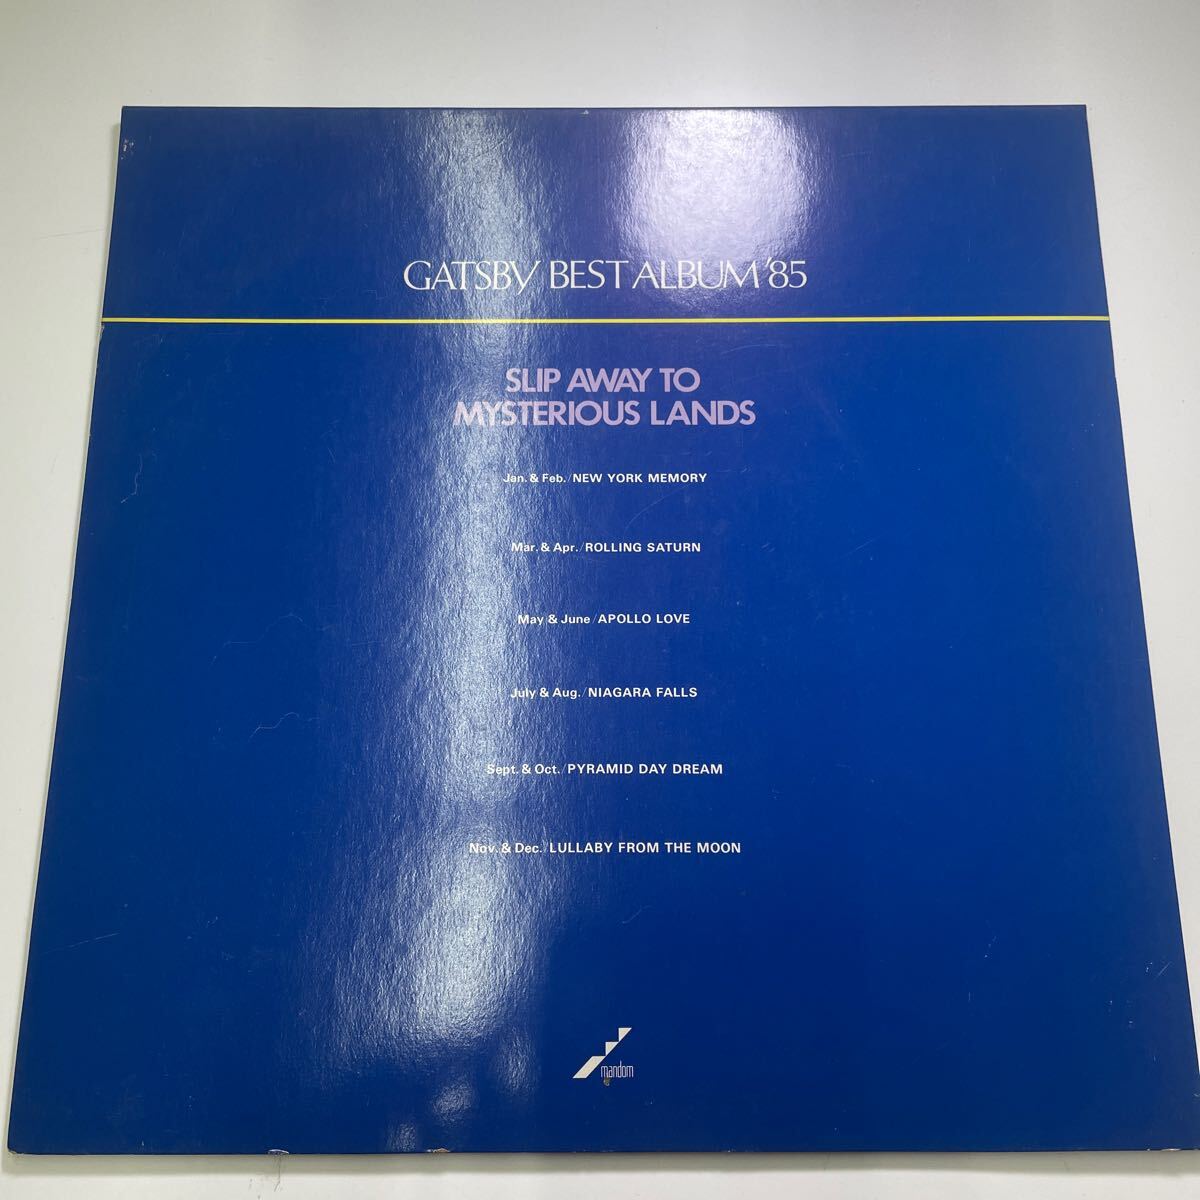 GATSBY BEST ALBUM '85
SLIP AWAY TO
MYSTERIOUS LANDS
Jan. & Feb./NEW YORK MEMORY
Mar. & Apr./ROLLING SATURN
May & June/APOLLO LOVE
July & Aug./NIAGARA FALLS
Sept. & Oct./PYRAMID DAY DREAM
Nov. & Dec./LULLABY FROM THE MOON
mandom